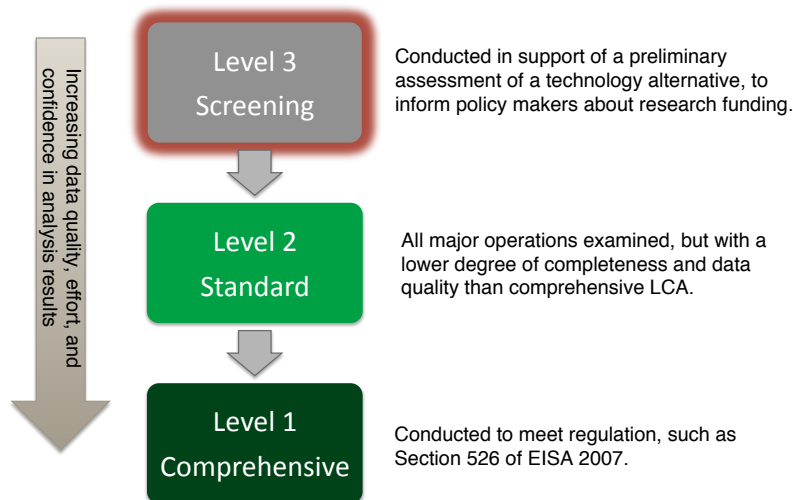 Increasing data quality, effort, and
confidence in analysis results
Level 3
Screening
Conducted in support of a preliminary
assessment of a technology alternative, to
inform policy makers about research funding.
Level 2
Standard
All major operations examined, but with a
lower degree of completeness and data
quality than comprehensive LCA.
Level 1
Comprehensive
Conducted to meet regulation, such as
Section 526 of EISA 2007.